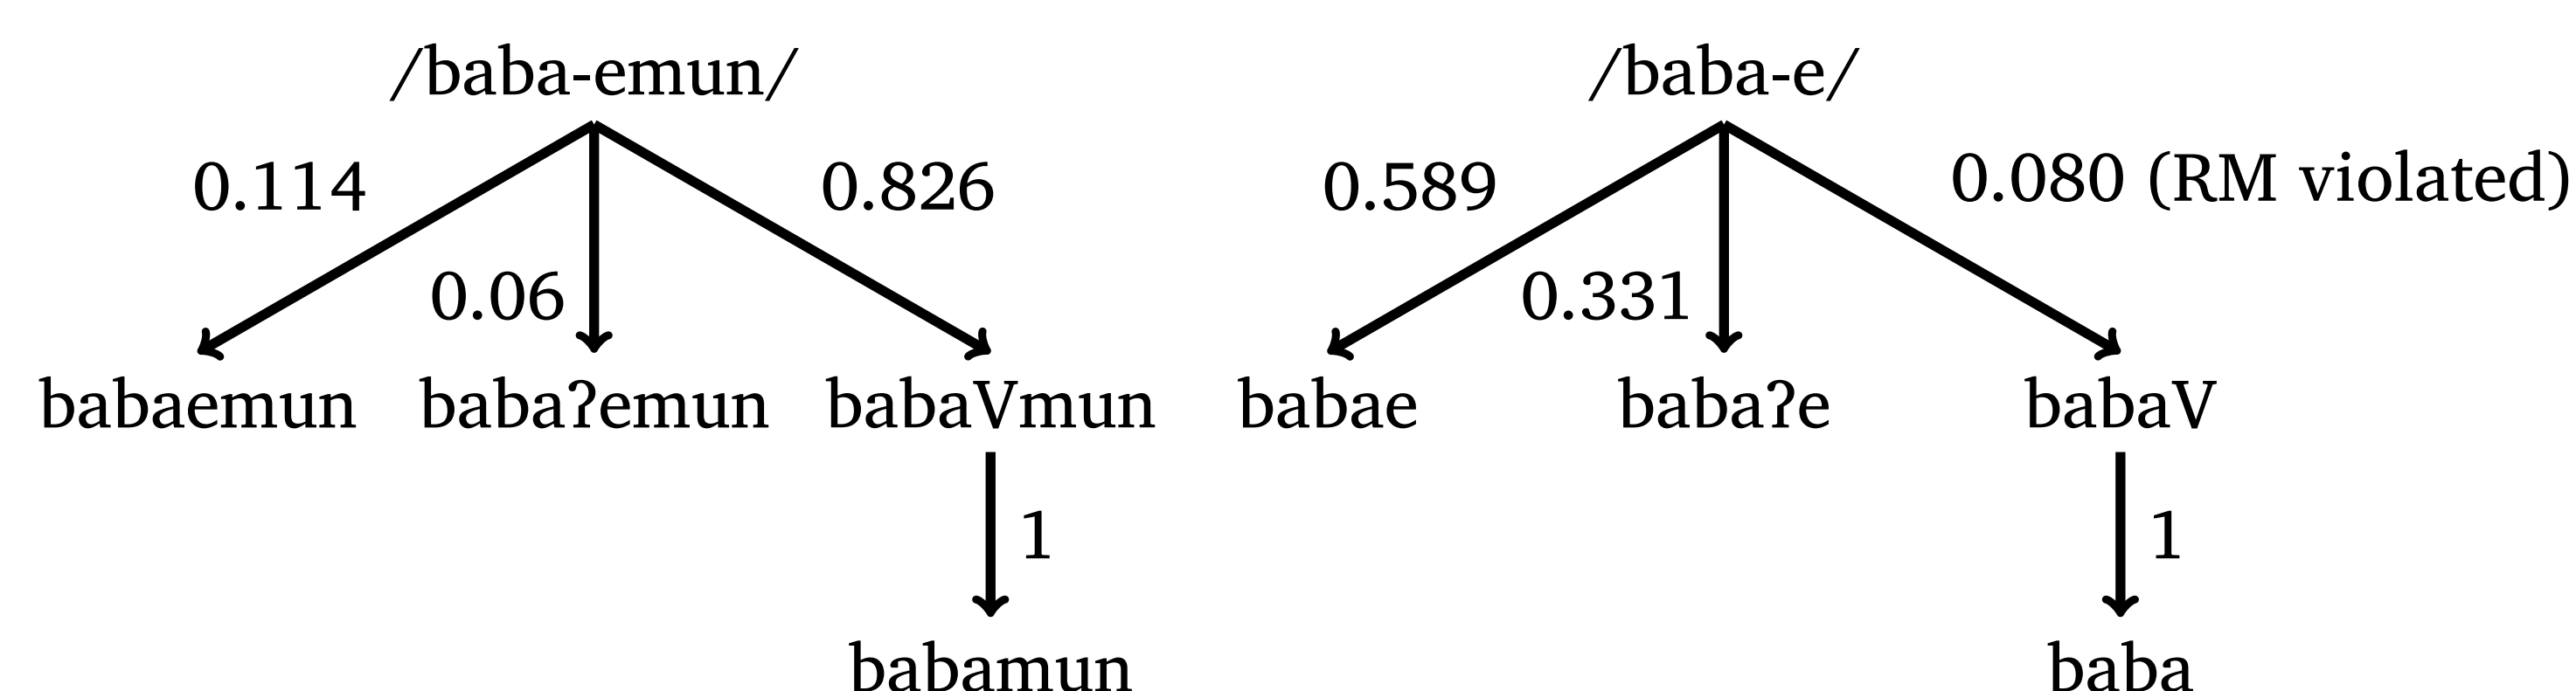 /baba-emun/ /baba-e/
0.114 0.826 0.589 0.080 (RM violated)
0.06 0.331
babaemun babaʔemun babaVmun babae babaʔe babaV
1 1
babamun baba